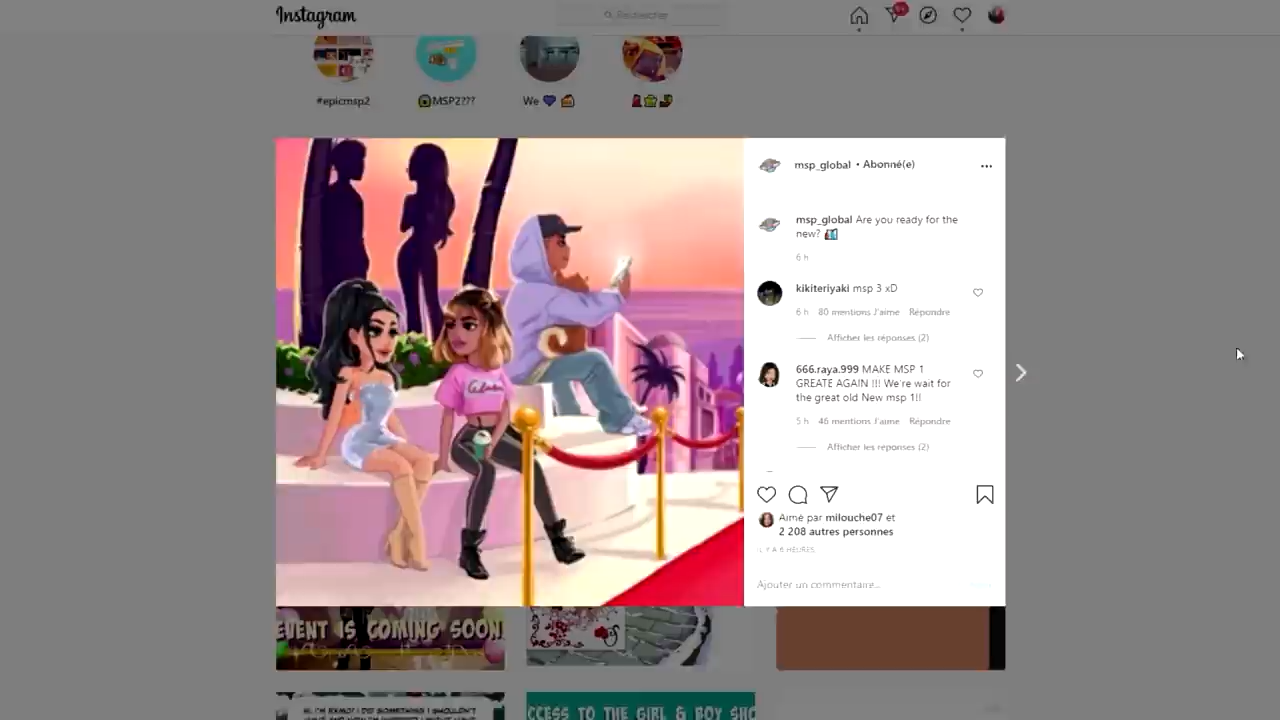 Instagram
Rechercher
#epicmsp2
MSP2???
We 💜
msp_global • Abonné(e)
msp_global Are you ready for the
new?
6 h
kikiteriyaki msp 3 xD
6 h 80 mentions J'aime Répondre
Afficher les réponses (2)
666.raya.999 MAKE MSP 1
GREATE AGAIN !!! We're wait for
the great old New msp 1!!
5 h 46 mentions J'aime Répondre
Afficher les réponses (2)
Aimé par milouche07 et
2 208 autres personnes
IL Y A 6 HEURES
Ajouter un commentaire...
EVENT IS COMING SOON
CCESS TO THE GIRL & BOY SHO